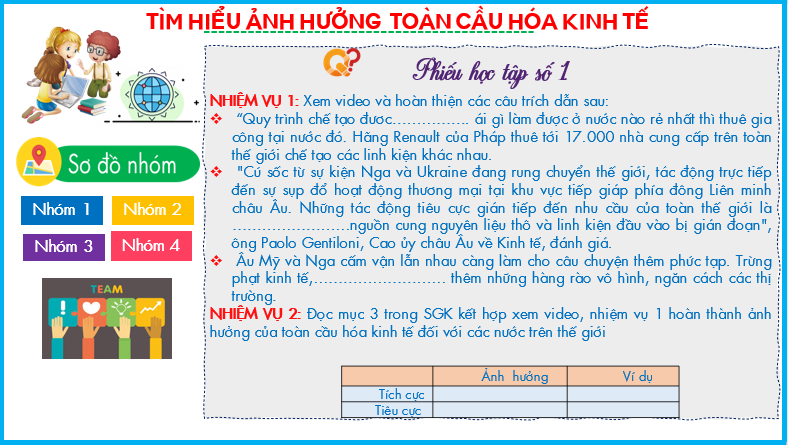 TÌM HIỂU ẢNH HƯỞNG TOÀN CẦU HÓA KINH TẾ
Q?
Phiếu học tập số 1
NHIỆM VỤ 1: Xem video và hoàn thiện các câu trích dẫn sau:
❖ “Quy trình chế tạo đươc................ ái gì làm được ở nước nào rẻ nhất thì thuê gia
công tại nước đó. Hãng Renault của Pháp thuê tới 17.000 nhà cung cấp trên toàn
thế giới chế tạo các linh kiện khác nhau.
❖ "Cú sốc từ sự kiện Nga và Ukraine đang rung chuyển thế giới, tác động trực tiếp
đến sự sụp đổ hoạt động thương mại tại khu vực tiếp giáp phía đông Liên minh
châu Âu. Những tác động tiêu cực gián tiếp đến nhu cầu của toàn thế giới là
........................nguồn cung nguyên liệu thô và linh kiện đầu vào bị gián đoạn",
ông Paolo Gentiloni, Cao ủy châu Âu về Kinh tế, đánh giá.
❖ Âu Mỹ và Nga cấm vận lẫn nhau càng làm cho câu chuyện thêm phức tạp. Trừng
phạt kinh tế,........................... thêm những hàng rào vô hình, ngăn cách các thị
trường.
NHIỆM VỤ 2: Đọc mục 3 trong SGK kết hợp xem video, nhiệm vụ 1 hoàn thành ảnh
hưởng của toàn cầu hóa kinh tế đối với các nước trên thế giới
Ảnh hưởng Ví dụ
Tích cực
Tiêu cực
Sơ đồ nhóm
Nhóm 1 Nhóm 2
Nhóm 3 Nhóm 4
TEAM